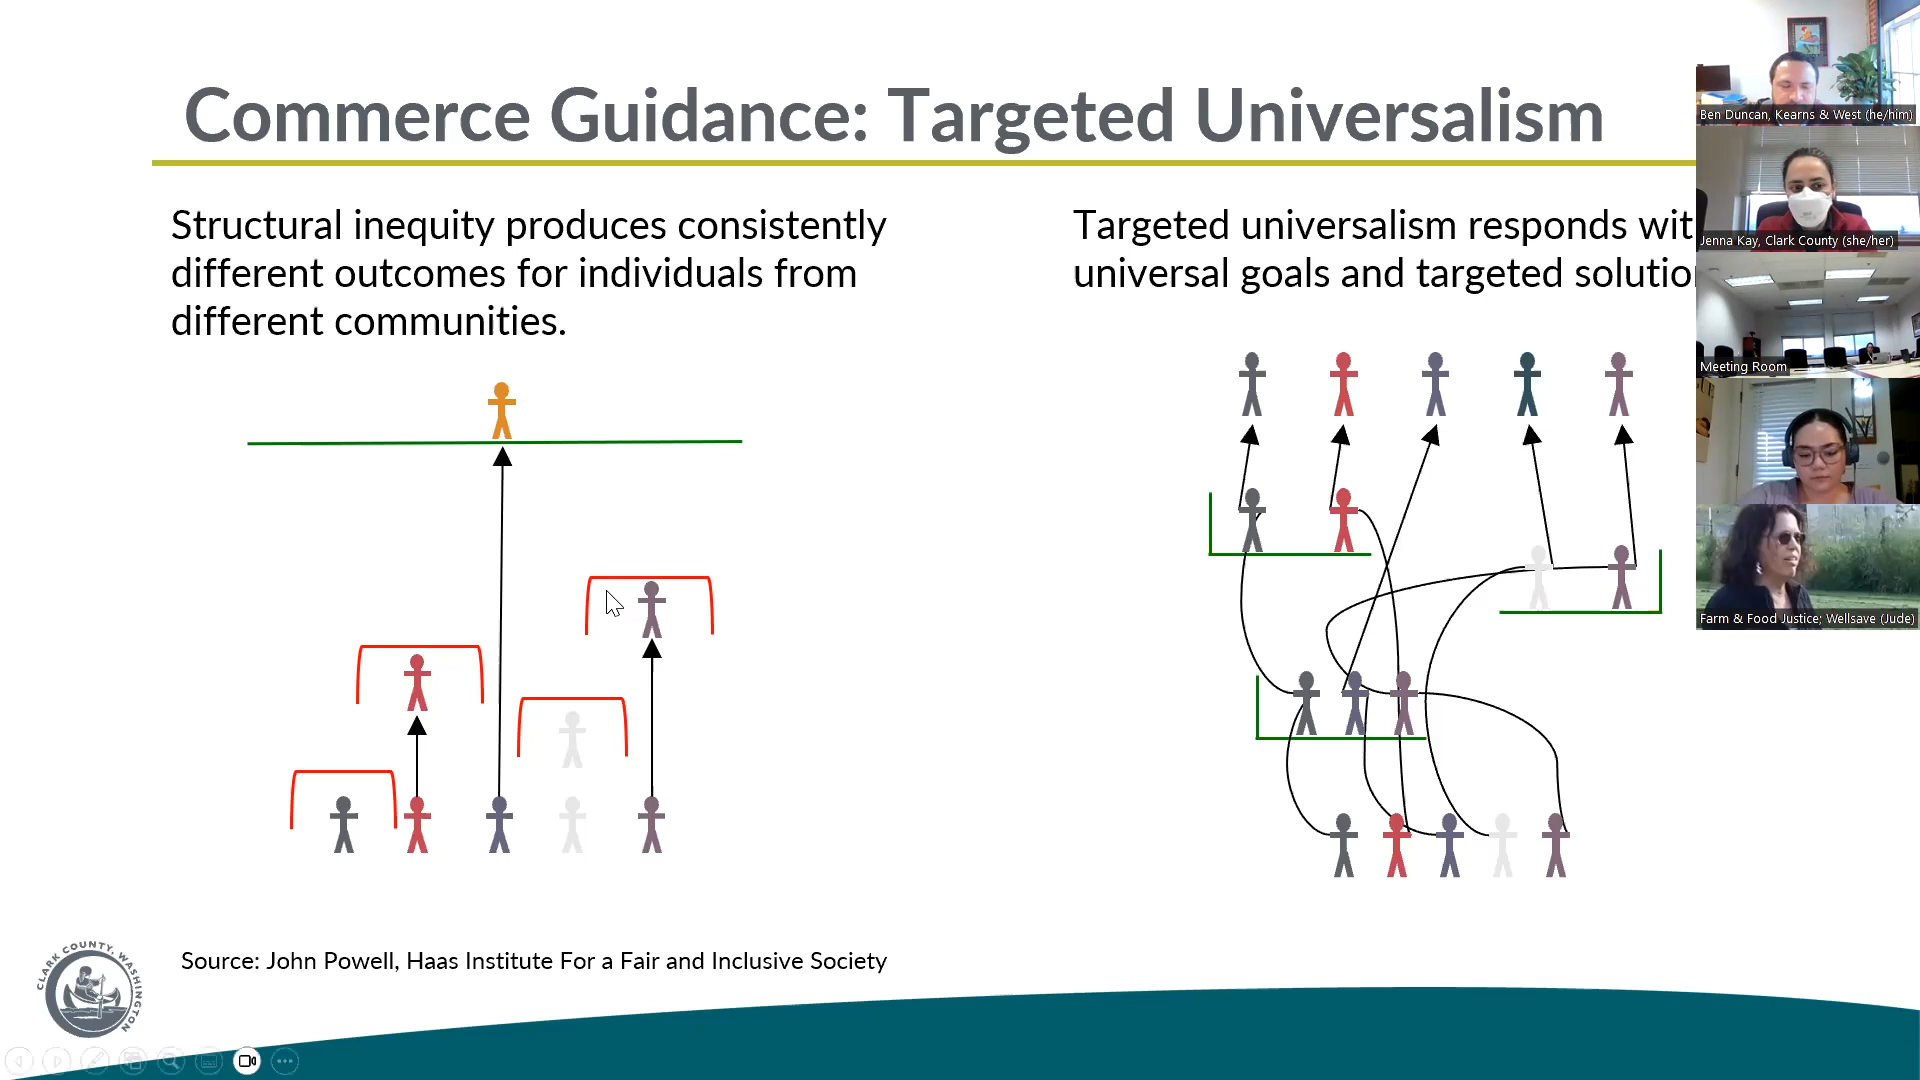 Commerce Guidance: Targeted Universalism
Structural inequity produces consistently
different outcomes for individuals from
different communities.
Targeted universalism responds wit
universal goals and targeted solutio
Source: John Powell, Haas Institute For a Fair and Inclusive Society
CLARK COUNTY, WASHINGTON
Ben Duncan, Kearns & West (he/him)
Jenna Kay, Clark County (she/her)
Meeting Room
Farm & Food Justice; Wellsave (Jude)